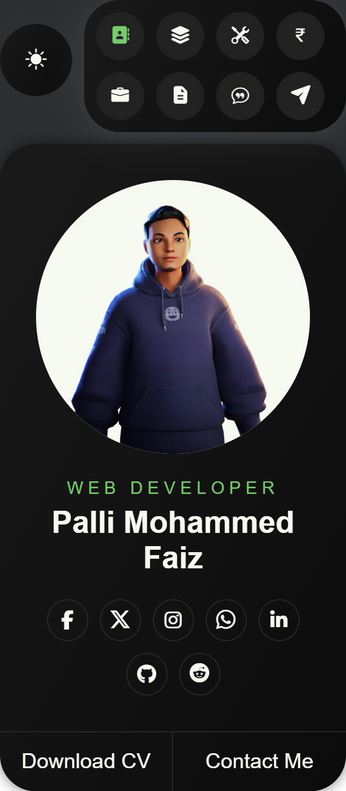 ₹
WEB DEVELOPER
Palli Mohammed
Faiz
Download CV
Contact Me